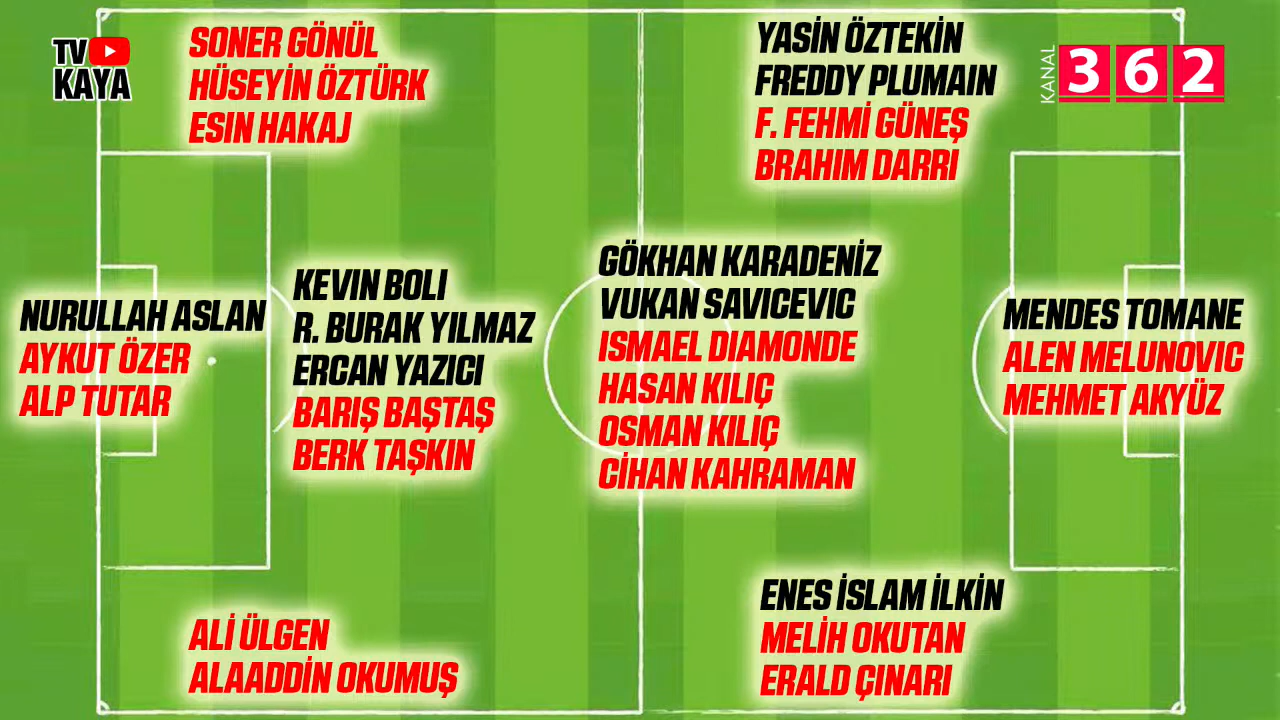 TV
KAYA
SONER GÖNÜL
HÜSEYİN ÖZTÜRK
ESIN HAKAJ
YASİN ÖZTEKİN
FREDDY PLUMAIN
F. FEHMİ GÜNEŞ
BRAHIM DARRI
KANAL
362
NURULLAH ASLAN
AYKUT ÖZER
ALP TUTAR
KEVIN BOLI
R. BURAK YILMAZ
ERCAN YAZICI
BARIŞ BAŞTAŞ
BERK TAŞKIN
GÖKHAN KARADENİZ
VUKAN SAVICEVIC
ISMAEL DIAMONDE
HASAN KILIÇ
OSMAN KILIÇ
CİHAN KAHRAMAN
MENDES TOMANE
ALEN MELUNOVIC
MEHMET AKYÜZ
ALİ ÜLGEN
ALAADDİN OKUMUŞ
ENES İSLAM İLKİN
MELİH OKUTAN
ERALD ÇINARI